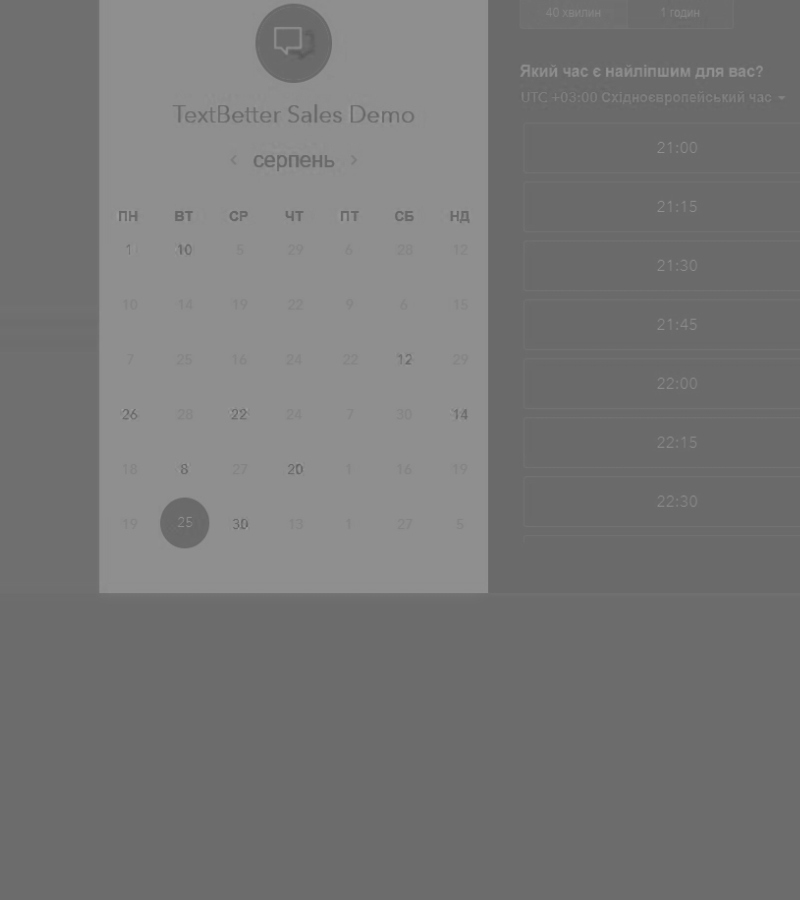 TextBetter Sales Demo
серпень
ПН ВТ СР ЧТ ПТ СБ НД
1 10 5 29 6 28 12
10 14 19 22 9 6 15
7 25 16 24 22 12 29
26 28 22 24 7 30 14
18 8 27 20 1 16 19
19 25 30 13 1 27 5
40 хвилин 1 годин
Який час є найліпшим для вас?
UTC +03:00 Східноєвропейський час
21:00
21:15
21:30
21:45
22:00
22:15
22:30